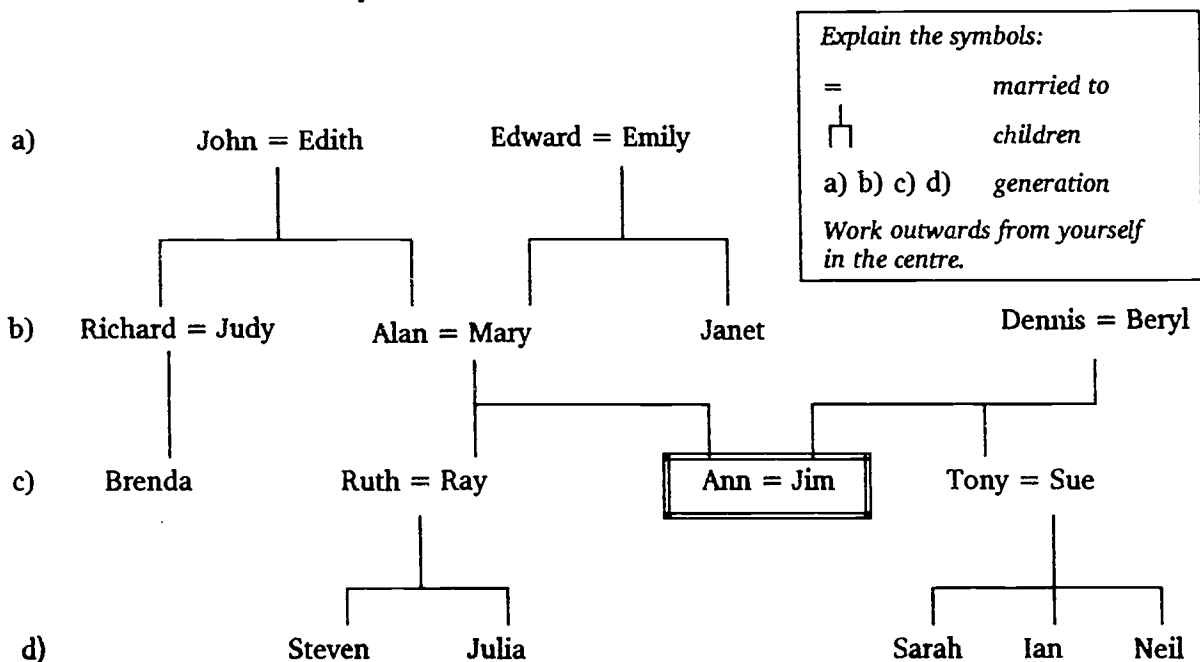 Explain the symbols:
= married to
children
a) b) c) d) generation
Work outwards from yourself
in the centre.
a) John = Edith Edward = Emily
b) Richard = Judy Alan = Mary Janet Dennis = Beryl
c) Brenda Ruth = Ray Ann = Jim Tony = Sue
d) Steven Julia Sarah Ian Neil